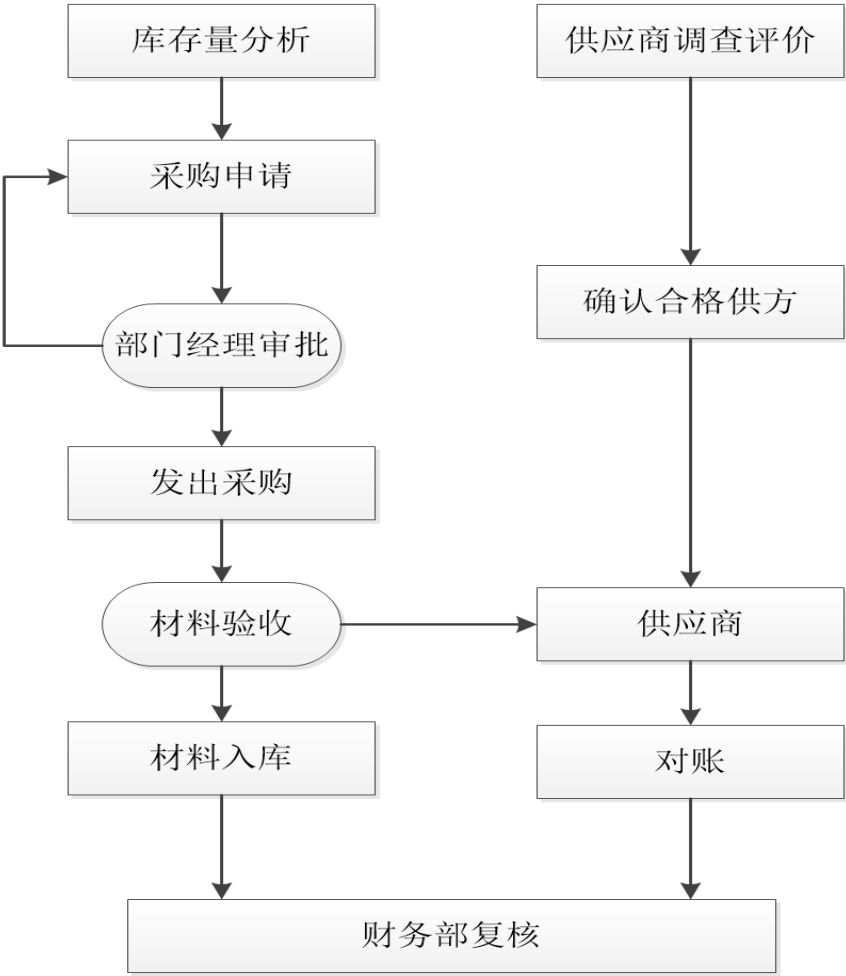 库存量分析
供应商调查评价
采购申请
确认合格供方
部门经理审批
发出采购
材料验收
供应商
材料入库
对账
财务部复核